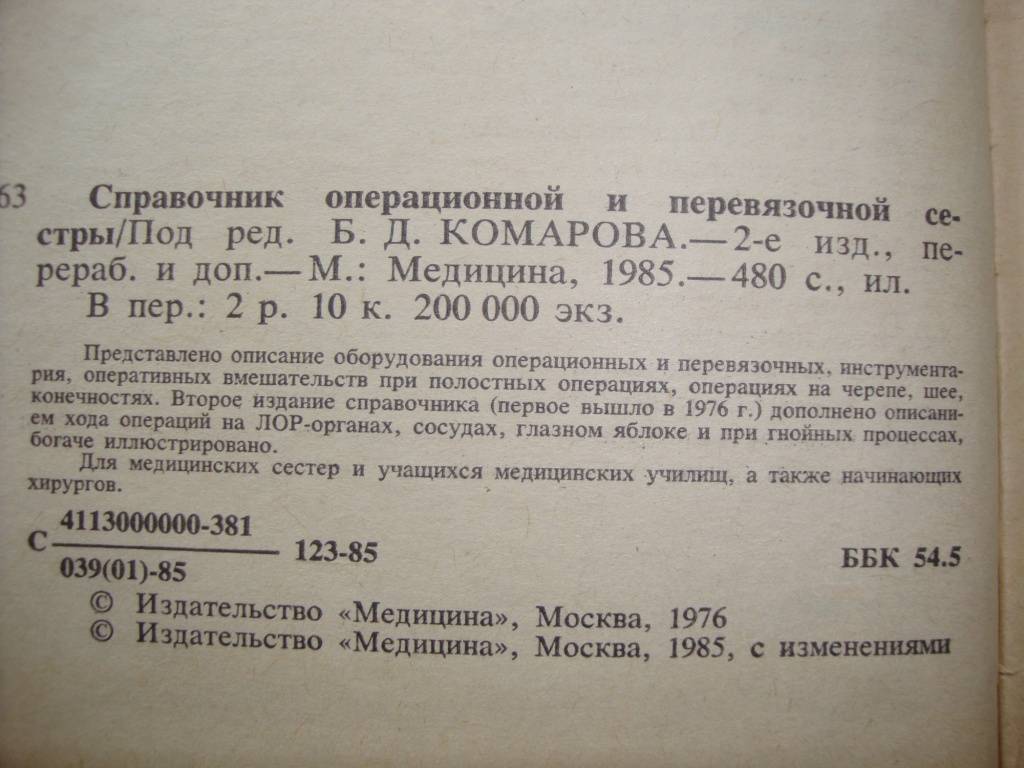 63 Справочник операционной и перевязочной се-
стры/Под ред. Б. Д. КОМАРОВА.—2-е изд., пе-
рераб. и доп.—М.: Медицина, 1985.—480 с., ил.
В пер.: 2 р. 10 к. 200 000 экз.
Представлено описание оборудования операционных и перевязочных, инструмента-
рия, оперативных вмешательств при полостных операциях, операциях на черепе, шее,
конечностях. Второе издание справочника (первое вышло в 1976 г.) дополнено описани-
ем хода операций на ЛОР-органах, сосудах, глазном яблоке и при гнойных процессах,
богаче иллюстрировано.
Для медицинских сестер и учащихся медицинских училищ, а также начинающих
хирургов.
4113000000-381
С 123-85 ББК 54.5
039(01)-85
© Издательство «Медицина», Москва, 1976
© Издательство «Медицина», Москва, 1985, с изменениями